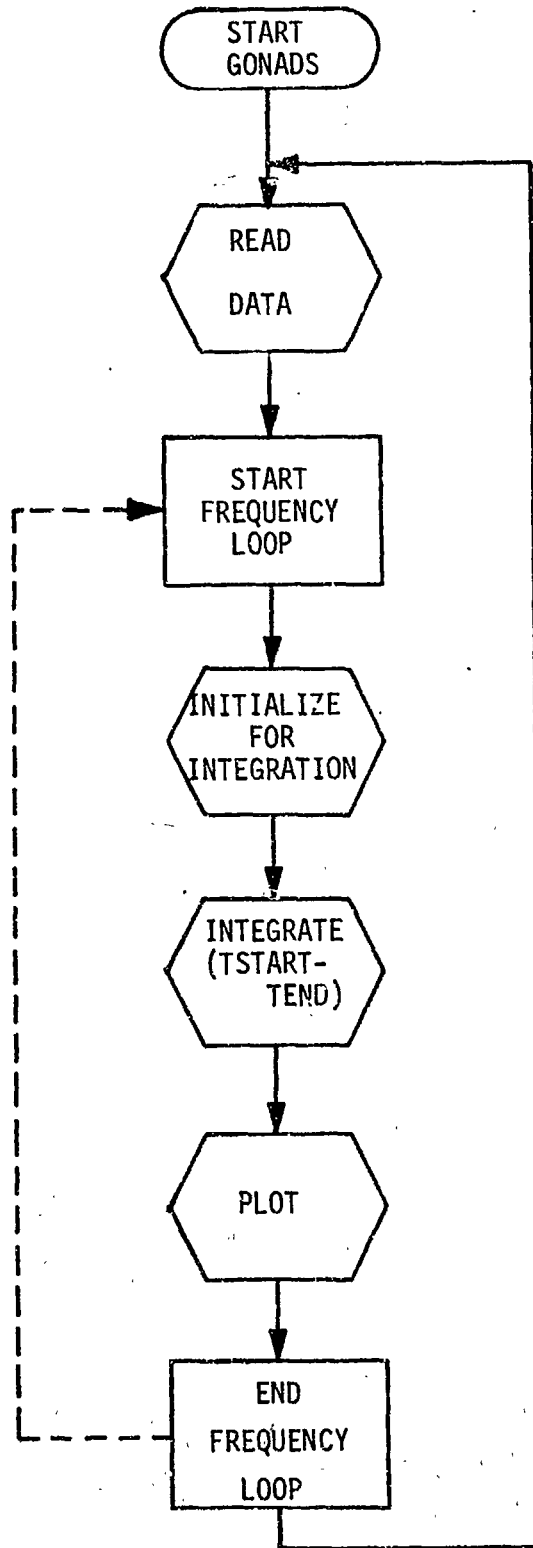 START
GONADS
READ
DATA
START
FREQUENCY
LOOP
INITIALIZE
FOR
INTEGRATION
INTEGRATE
(TSTART-
TEND)
PLOT
END
FREQUENCY
LOOP